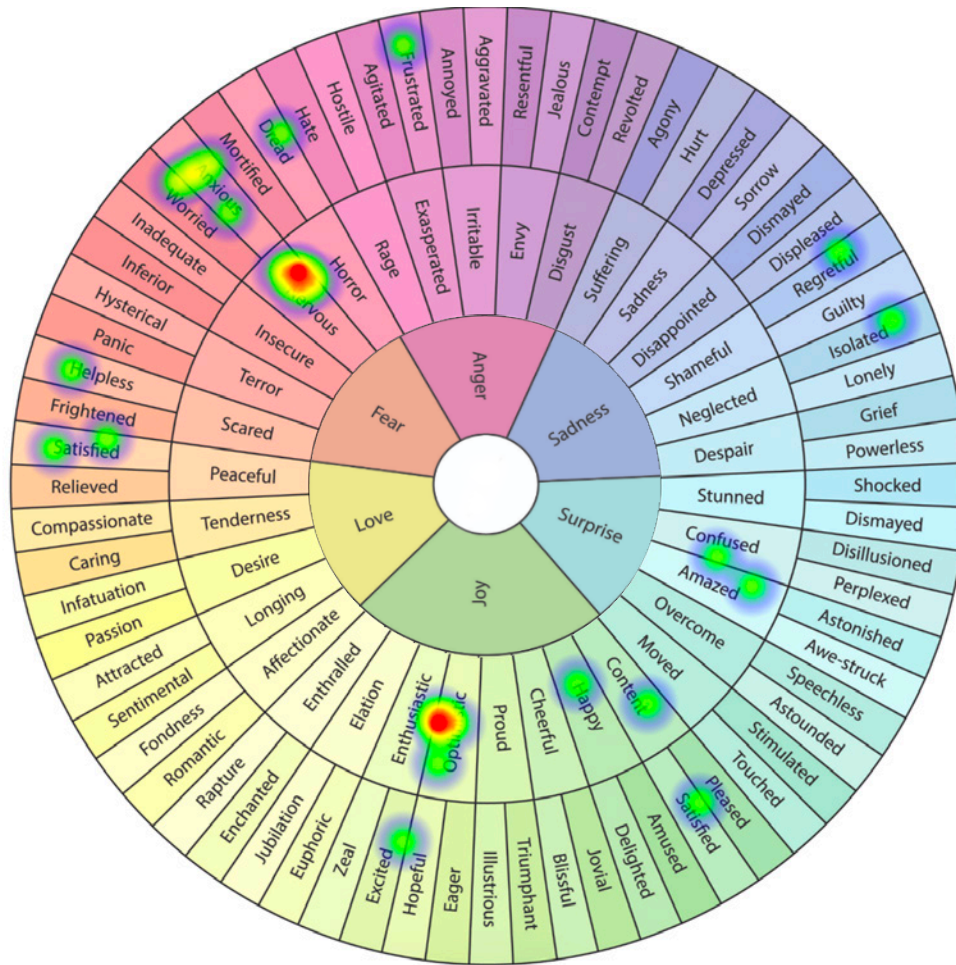 Anger
Sadness
Surprise
Joy
Love
Fear
Rage
Exasperated
Irritable
Envy
Disgust
Suffering
Sadness
Disappointed
Shameful
Neglected
Despair
Stunned
Confused
Amazed
Overcome
Moved
Content
Happy
Cheerful
Proud
Optimistic
Enthusiastic
Elation
Enthralled
Affectionate
Longing
Desire
Tenderness
Peaceful
Scared
Terror
Insecure
Nervous
Horror
Hate
Hostile
Agitated
Frustrated
Annoyed
Aggravated
Resentful
Jealous
Contempt
Revolted
Agony
Hurt
Depressed
Sorrow
Dismayed
Displeased
Regretful
Guilty
Isolated
Lonely
Grief
Powerless
Shocked
Dismayed
Disillusioned
Perplexed
Astonished
Awe-struck
Speechless
Astounded
Stimulated
Touched
Pleased
Satisfied
Amused
Delighted
Jovial
Blissful
Triumphant
Illustrious
Eager
Hopeful
Excited
Zeal
Euphoric
Jubilation
Enchanted
Rapture
Romantic
Fondness
Sentimental
Attracted
Passion
Infatuation
Caring
Compassionate
Relieved
Satisfied
Frightened
Helpless
Panic
Hysterical
Inferior
Inadequate
Worried
Anxious
Mortified
Dread